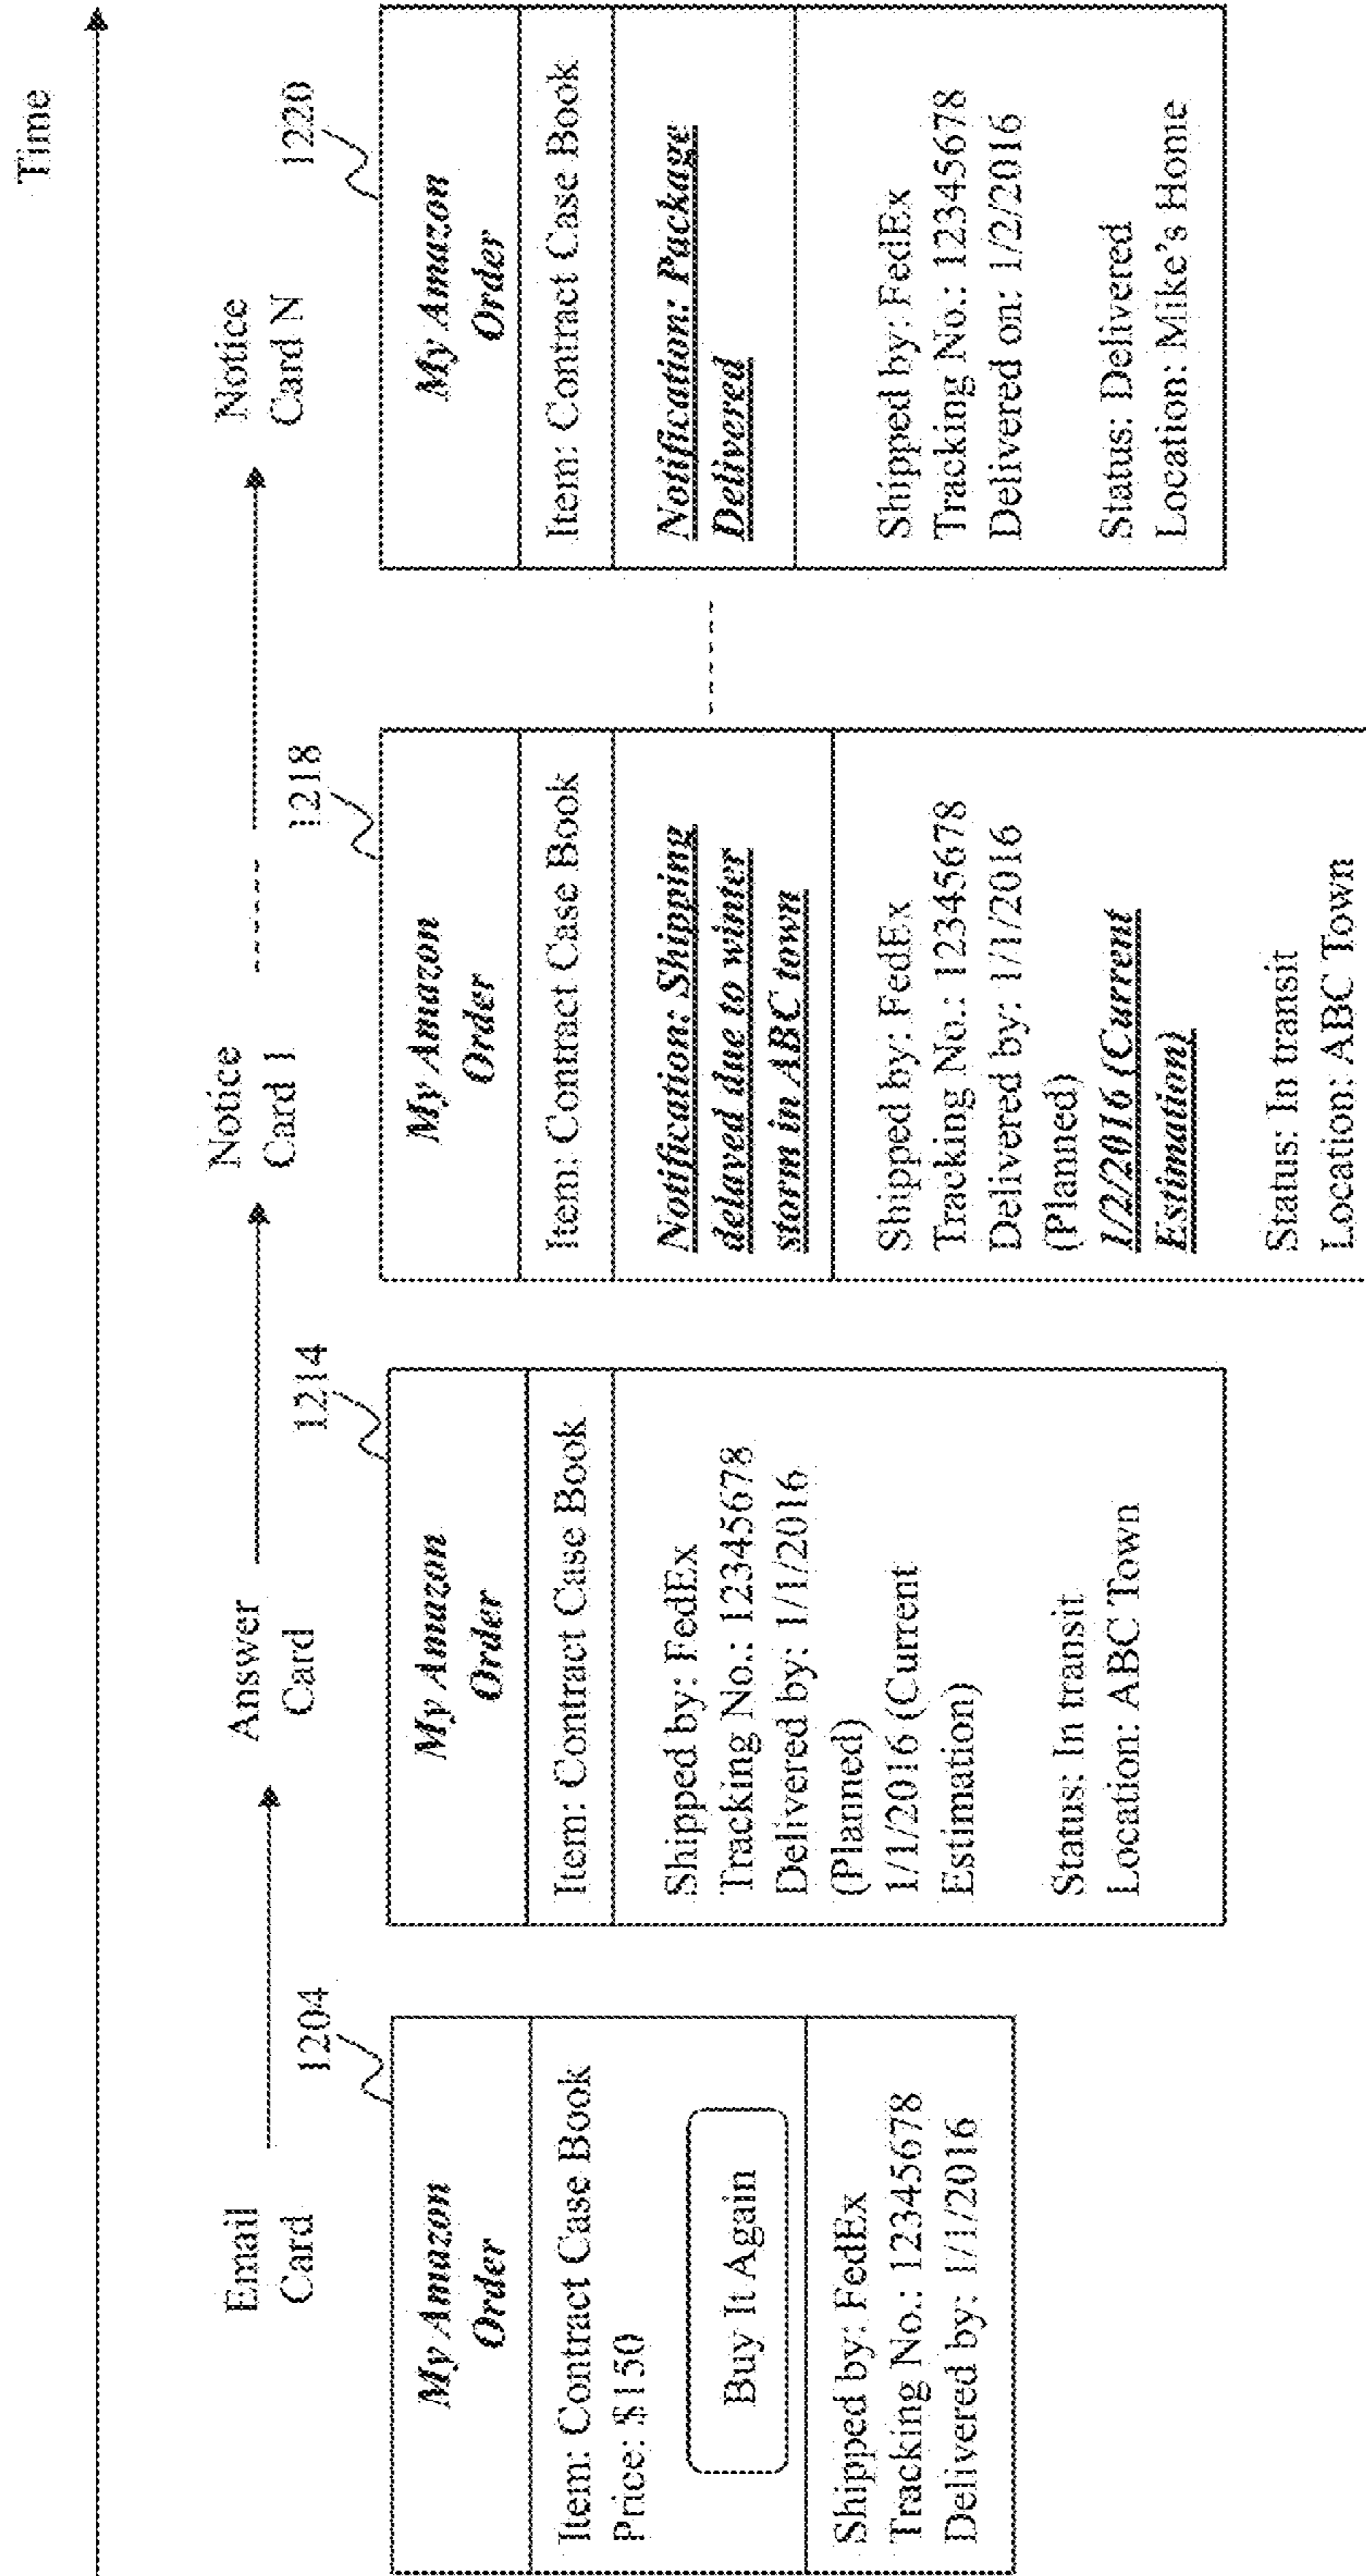 Time
Email
Card
Answer
Card
Notice
Card 1
Notice
Card N
1204
My Amazon
Order
Item: Contract Case Book
Price: $150
Buy It Again
Shipped by: FedEx
Tracking No.: 12345678
Delivered by: 1/1/2016
1214
My Amazon
Order
Item: Contract Case Book
Shipped by: FedEx
Tracking No.: 12345678
Delivered by: 1/1/2016
(Planned)
1/1/2016 (Current
Estimation)
Status: In transit
Location: ABC Town
1218
My Amazon
Order
Item: Contract Case Book
Notification: Shipping
delayed due to winter
storm in ABC town
Shipped by: FedEx
Tracking No.: 12345678
Delivered by: 1/1/2016
(Planned)
1/2/2016 (Current
Estimation)
Status: In transit
Location: ABC Town
1220
My Amazon
Order
Item: Contract Case Book
Notification: Package
Delivered
Shipped by: FedEx
Tracking No.: 12345678
Delivered on: 1/2/2016
Status: Delivered
Location: Mike's Home